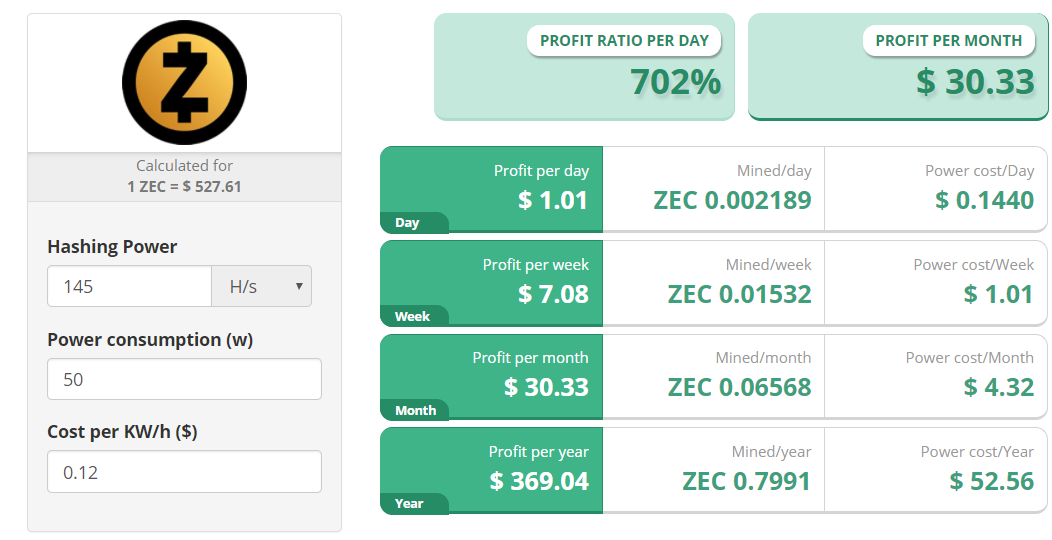 Calculated for
1 ZEC = $ 527.61
Hashing Power
145 H/s
Power consumption (w)
50
Cost per KW/h ($)
0.12
PROFIT RATIO PER DAY
702%
PROFIT PER MONTH
$ 30.33
Profit per day
$ 1.01
Day
Mined/day
ZEC 0.002189
Power cost/Day
$ 0.1440
Profit per week
$ 7.08
Week
Mined/week
ZEC 0.01532
Power cost/Week
$ 1.01
Profit per month
$ 30.33
Month
Mined/month
ZEC 0.06568
Power cost/Month
$ 4.32
Profit per year
$ 369.04
Year
Mined/year
ZEC 0.7991
Power cost/Year
$ 52.56